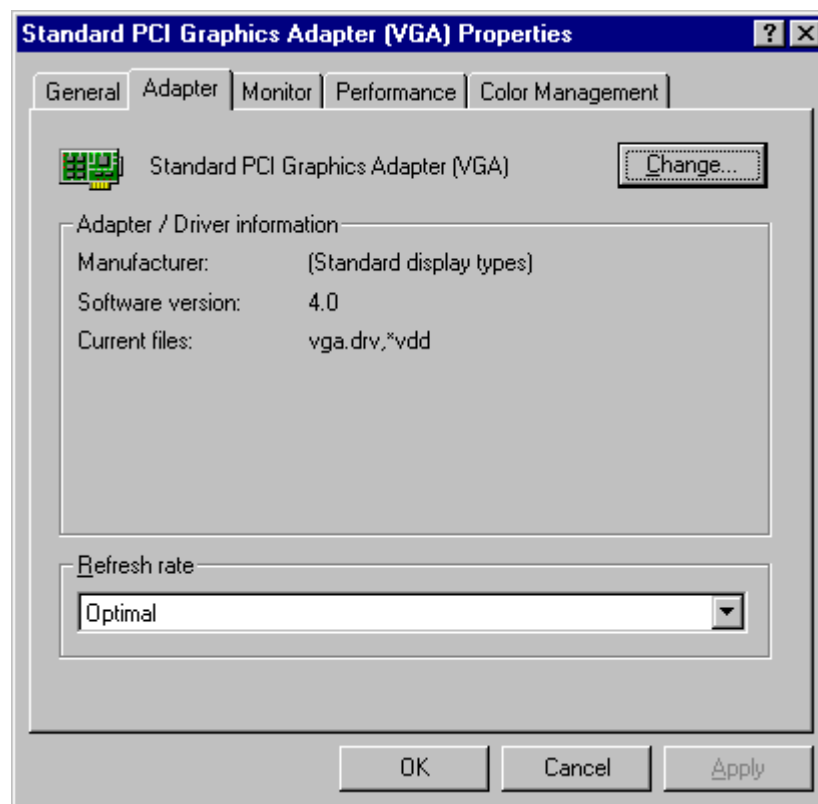 Standard PCI Graphics Adapter (VGA) Properties
General Adapter Monitor Performance Color Management
Standard PCI Graphics Adapter (VGA) Change...
Adapter / Driver information
Manufacturer: (Standard display types)
Software version: 4.0
Current files: vga.drv,*vdd
Refresh rate
Optimal
OK Cancel Apply